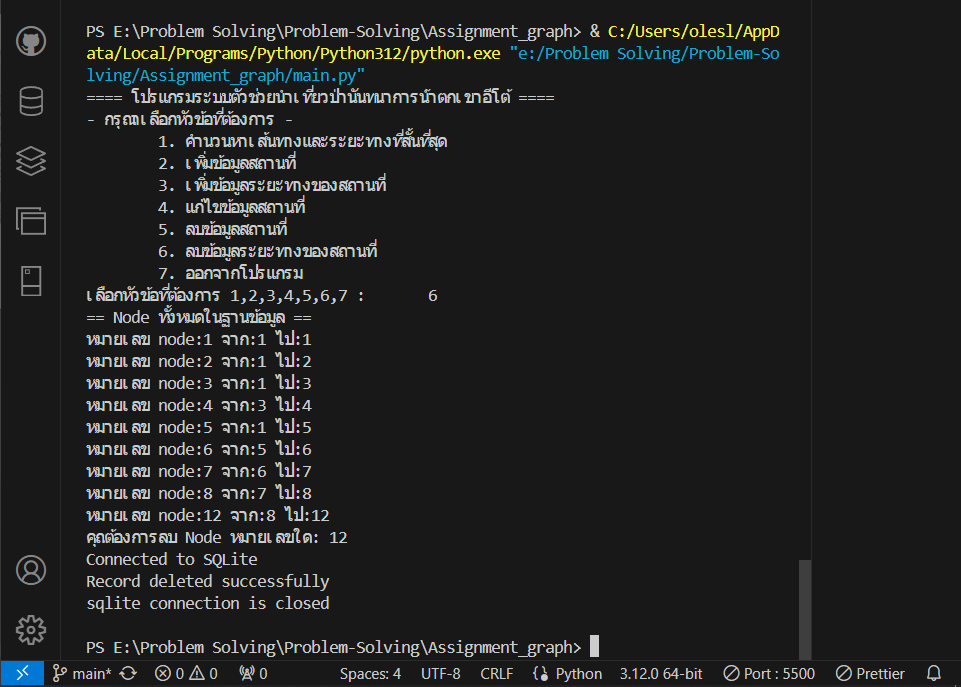 PS E:\Problem Solving\Problem-Solving\Assignment_graph> & C:/Users/olesl/AppD
ata/Local/Programs/Python/Python312/python.exe "e:/Problem Solving/Problem-So
lving/Assignment_graph/main.py"
==== โปรแกรมระบบตัวช่วยนำเที่ยวป่านันทนาการน้ำตกเขาอีโต้ ====
- กรุณาเลือกหัวข้อที่ต้องการ -
1. คำนวนหาเส้นทางและระยะทางที่สั้นที่สุด
2. เพิ่มข้อมูลสถานที่
3. เพิ่มข้อมูลระยะทางของสถานที่
4. แก้ไขข้อมูลสถานที่
5. ลบข้อมูลสถานที่
6. ลบข้อมูลระยะทางของสถานที่
7. ออกจากโปรแกรม
เลือกหัวข้อที่ต้องการ 1,2,3,4,5,6,7 : 6
== Node ทั้งหมดในฐานข้อมูล ==
หมายเลข node:1 จาก:1 ไป:1
หมายเลข node:2 จาก:1 ไป:2
หมายเลข node:3 จาก:1 ไป:3
หมายเลข node:4 จาก:3 ไป:4
หมายเลข node:5 จาก:1 ไป:5
หมายเลข node:6 จาก:5 ไป:6
หมายเลข node:7 จาก:6 ไป:7
หมายเลข node:8 จาก:7 ไป:8
หมายเลข node:12 จาก:8 ไป:12
คุณต้องการลบ Node หมายเลขใด: 12
Connected to SQLite
Record deleted successfully
sqlite connection is closed
PS E:\Problem Solving\Problem-Solving\Assignment_graph>
main* 0 0 0 Spaces: 4 UTF-8 CRLF Python 3.12.0 64-bit Port : 5500 Prettier